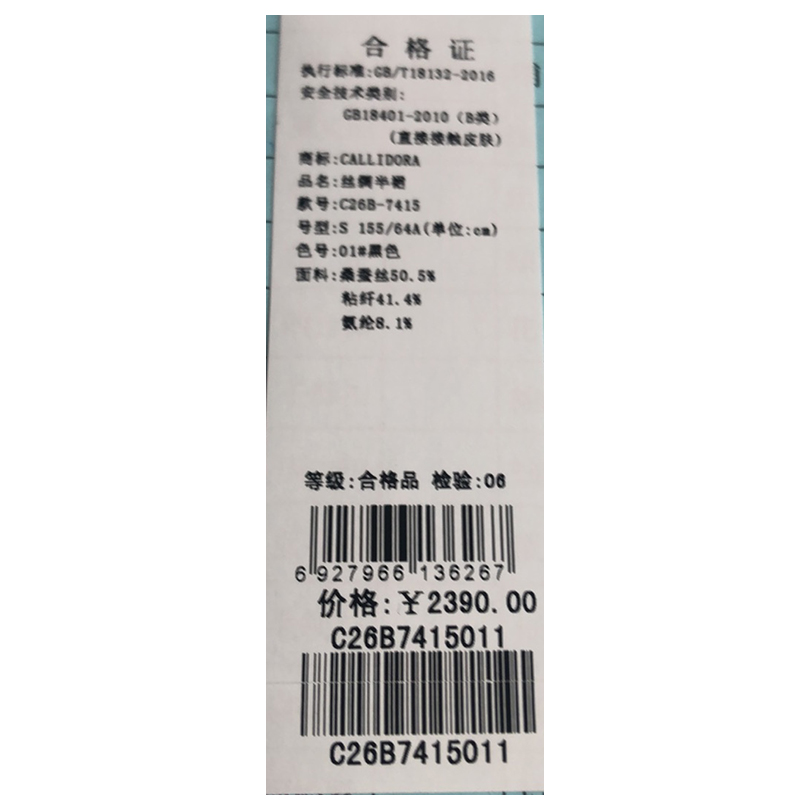 合格证
执行标准:GB/T18132-2016
安全技术类别:
GB18401-2010（B类）
(直接接触皮肤)
商标:CALLIDORA
品名:丝绸半裙
款号:C26B-7415
号型:S 155/64A(单位:cm)
色号:01#黑色
面料:桑蚕丝50.5%
粘纤41.4%
氨纶8.1%
等级:合格品 检验:06
6 927966 136267
价格:¥2390.00
C26B7415011
C26B7415011